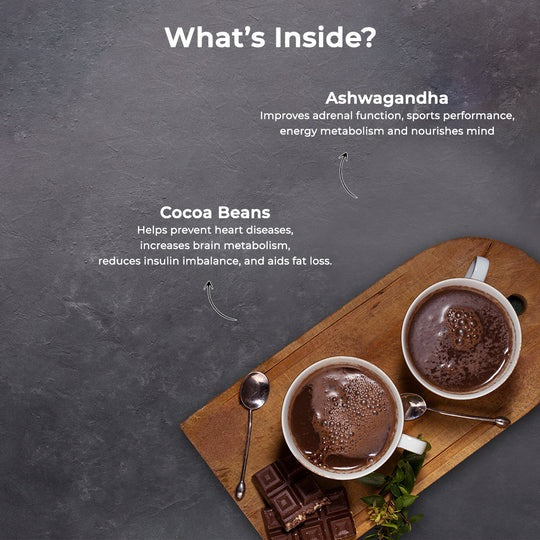 What's Inside?
Ashwagandha
Improves adrenal function, sports performance,
energy metabolism and nourishes mind
Cocoa Beans
Helps prevent heart diseases,
increases brain metabolism,
reduces insulin imbalance, and aids fat loss.